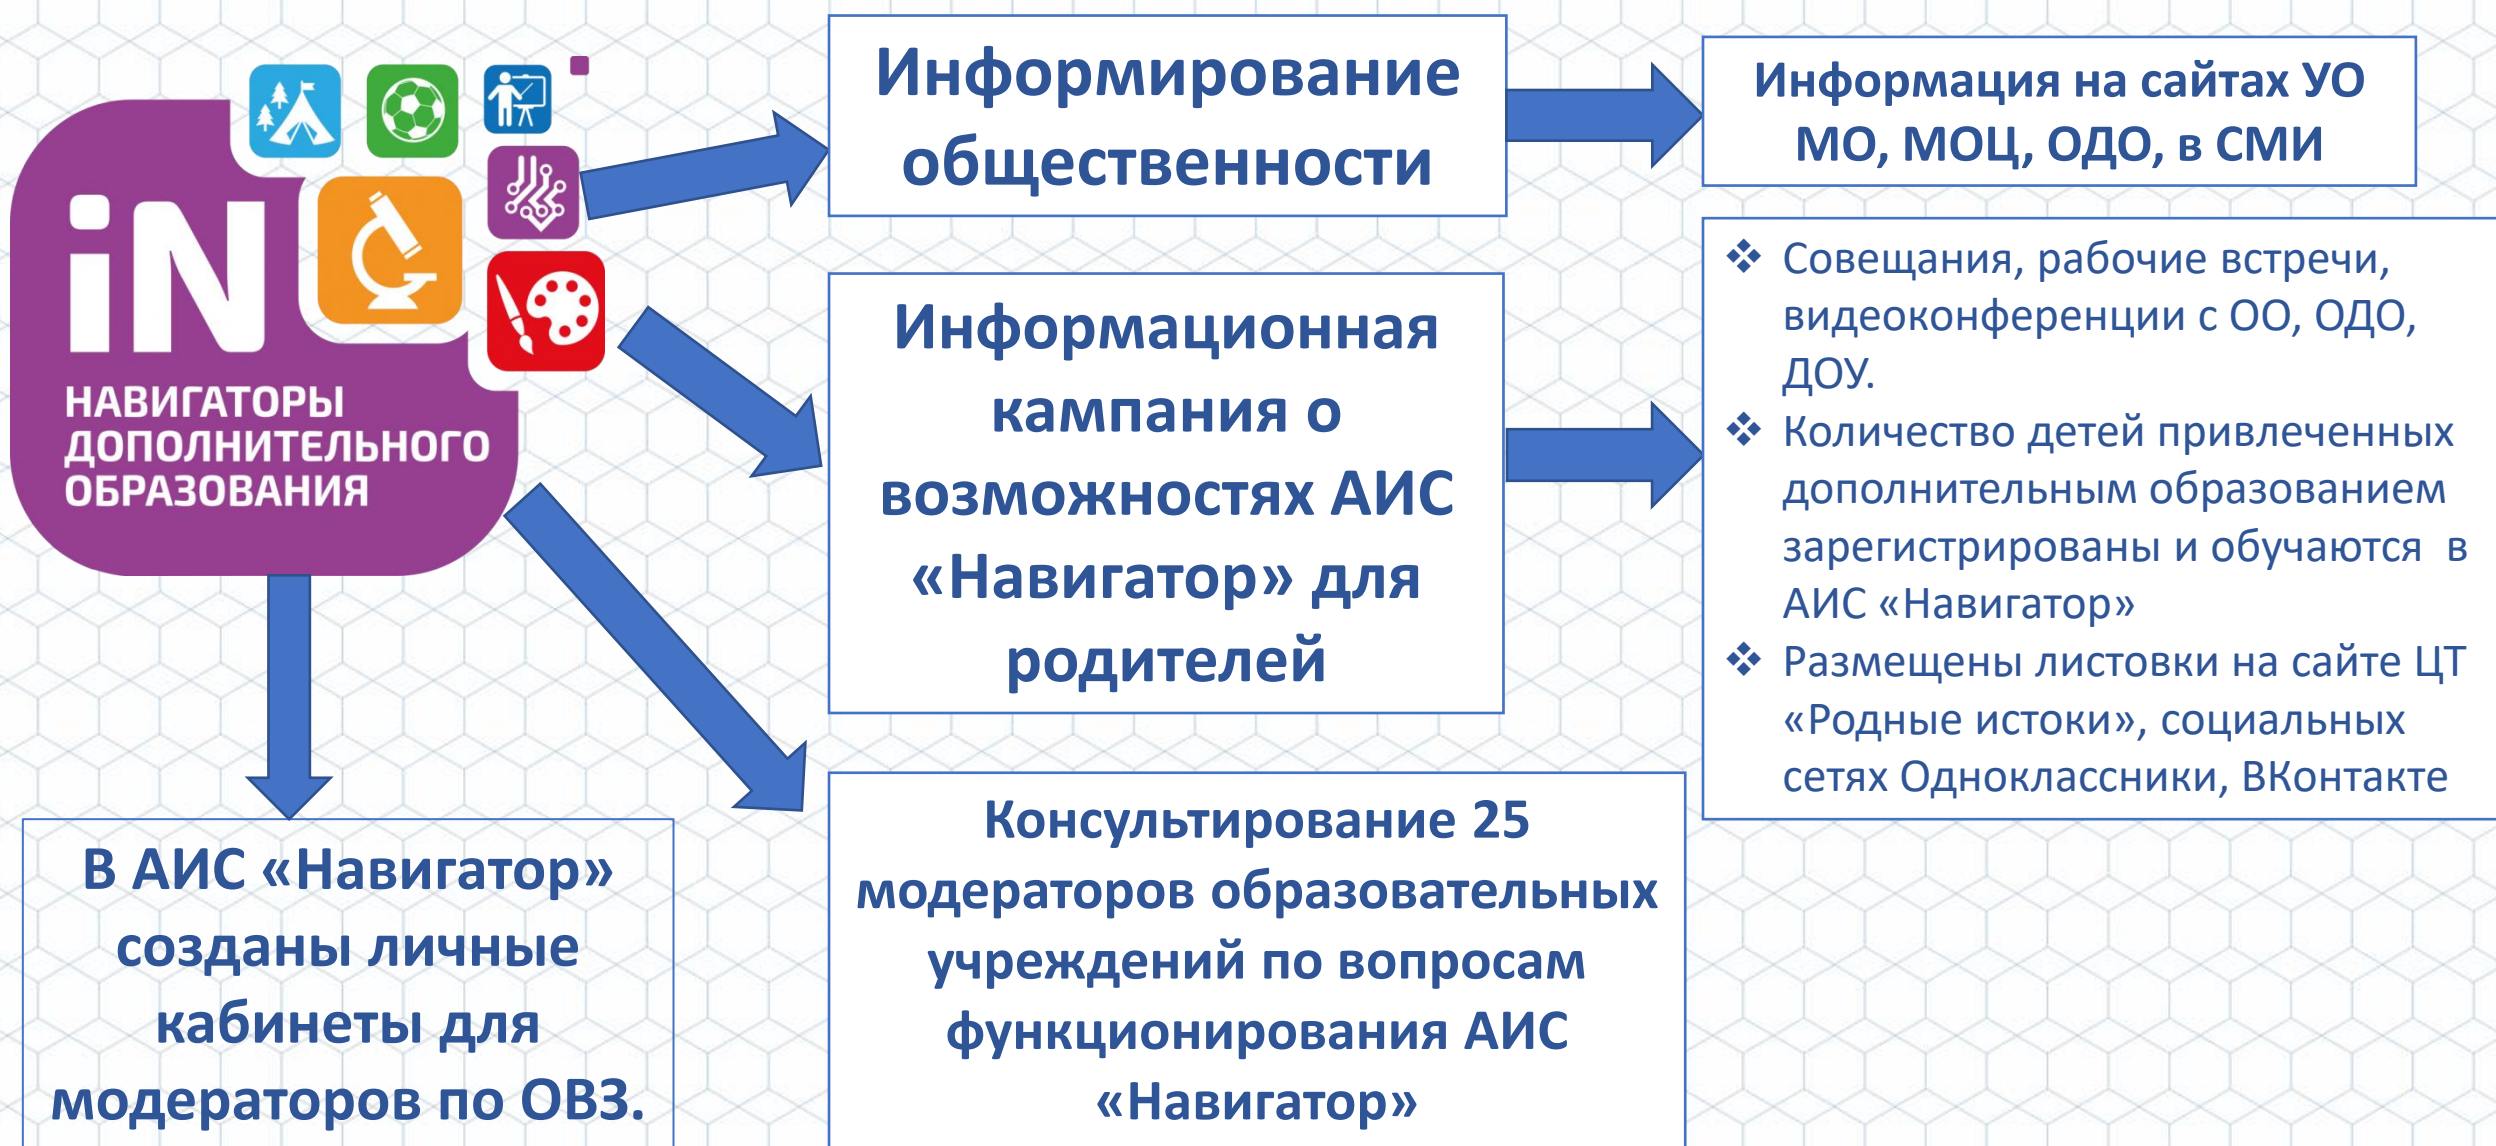 iN
НАВИГАТОРЫ
ДОПОЛНИТЕЛЬНОГО
ОБРАЗОВАНИЯ
Информирование
общественности
Информация на сайтах УО
МО, МОЦ, ОДО, в СМИ
Информационная
кампания о
возможностях АИС
«Навигатор» для
родителей
❖ Совещания, рабочие встречи,
видеоконференции с ОО, ОДО,
ДОУ.
❖ Количество детей привлеченных
дополнительным образованием
зарегистрированы и обучаются  в
АИС «Навигатор»
❖ Размещены листовки на сайте ЦТ
«Родные истоки», социальных
сетях Одноклассники, ВКонтакте
В АИС «Навигатор»
созданы личные
кабинеты для
модераторов по ОВЗ.
Консультирование 25
модераторов образовательных
учреждений по вопросам
функционирования АИС
«Навигатор»